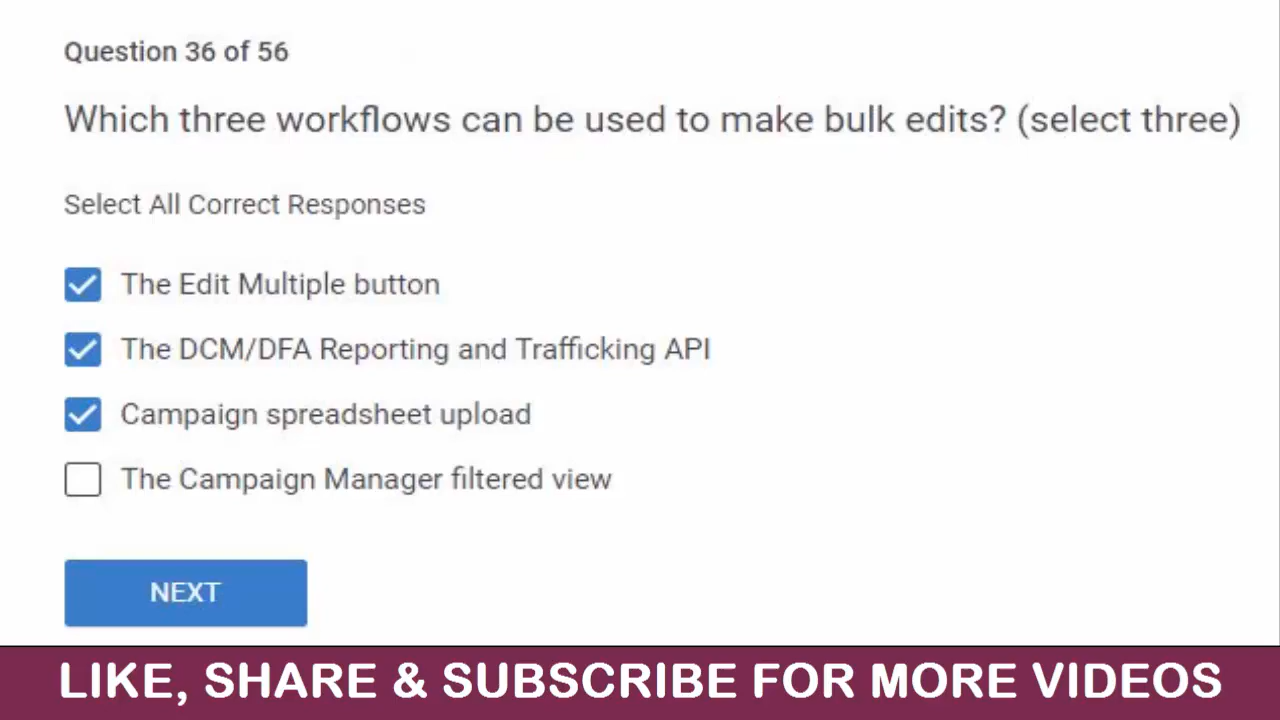 Question 36 of 56
Which three workflows can be used to make bulk edits? (select three)
Select All Correct Responses
The Edit Multiple button
The DCM/DFA Reporting and Trafficking API
Campaign spreadsheet upload
The Campaign Manager filtered view
NEXT
LIKE, SHARE & SUBSCRIBE FOR MORE VIDEOS